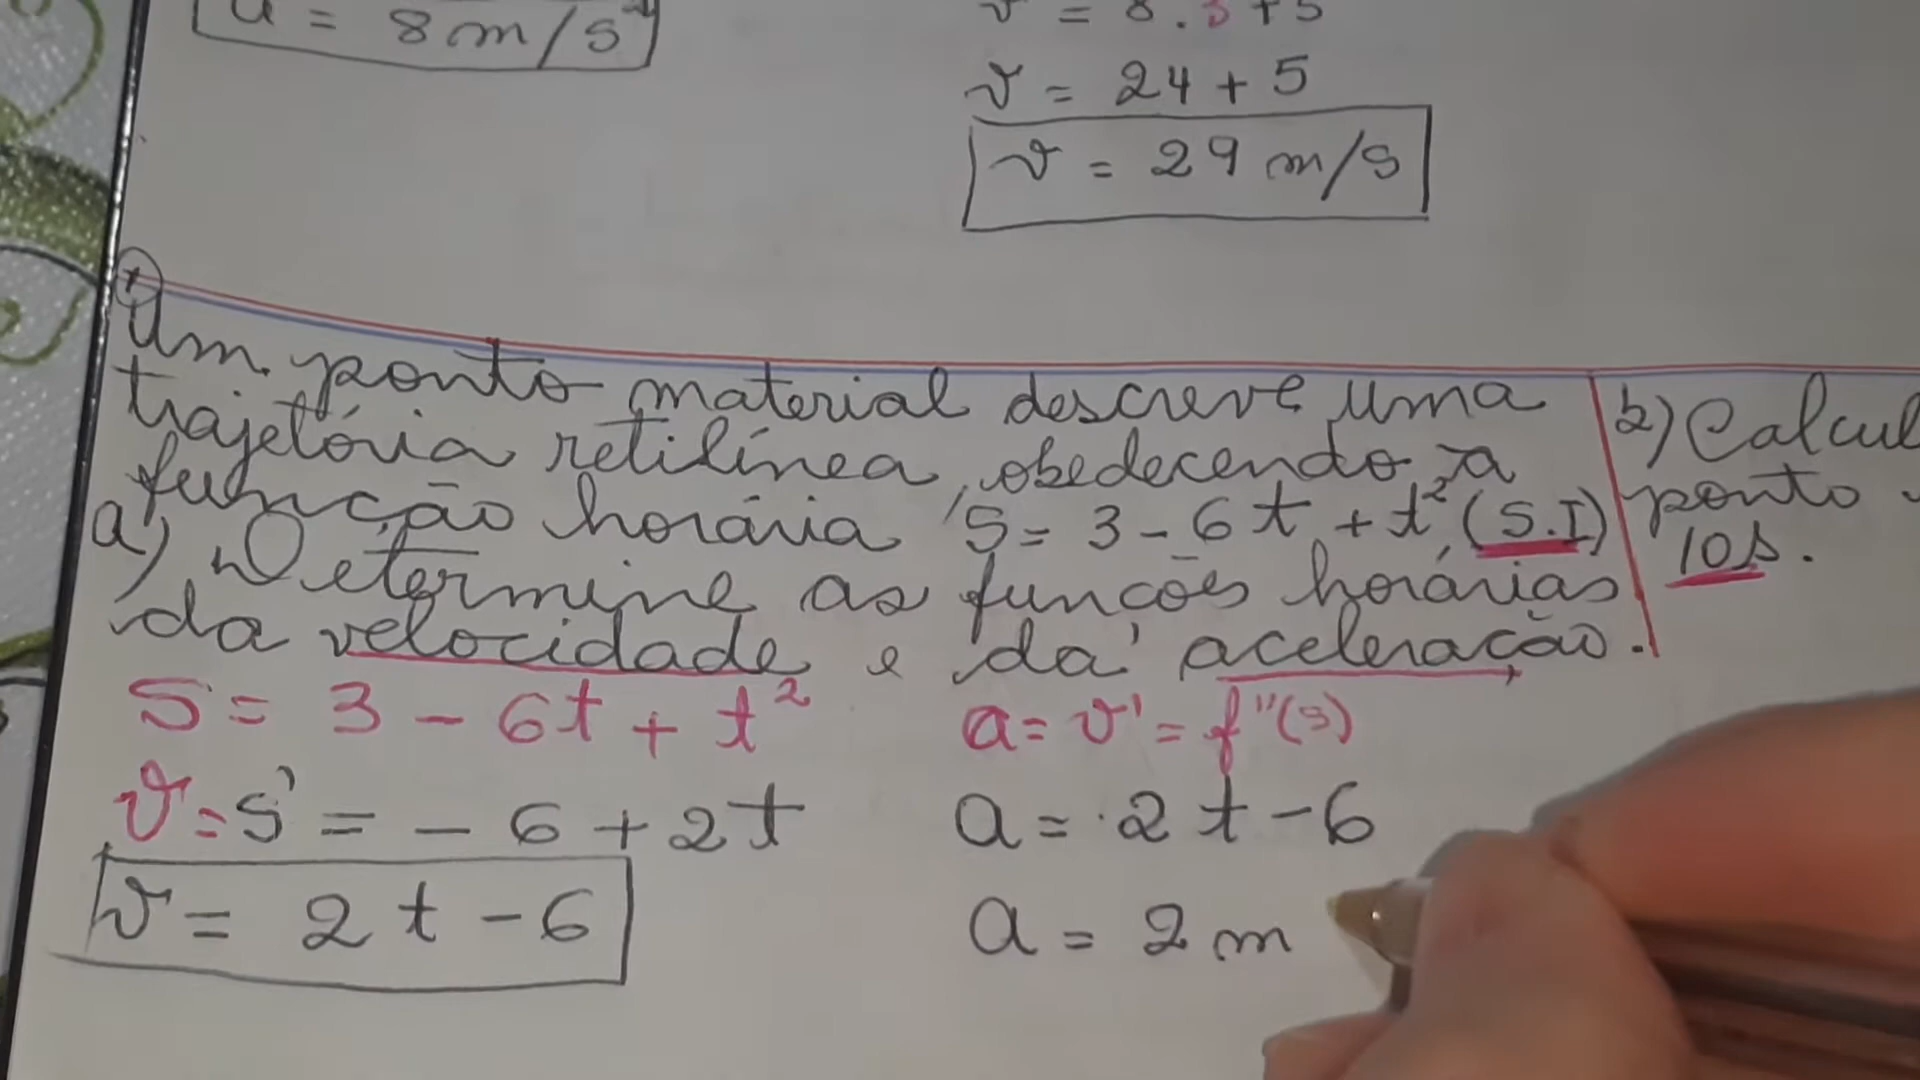 a = 8m/s²
v = 8.3+5
v = 24+5
v = 29 m/s
Um ponto material descreve uma
trajetória retilínea, obedecendo a
função horária S = 3 - 6t + t², (S.I)
a) Determine as funções horárias
da velocidade e da aceleração.
S = 3 - 6t + t²
v = s' = - 6 + 2t
v = 2t - 6
a = v' = f''(s)
a = 2t - 6
a = 2m
b) Calcul
ponto
10s.